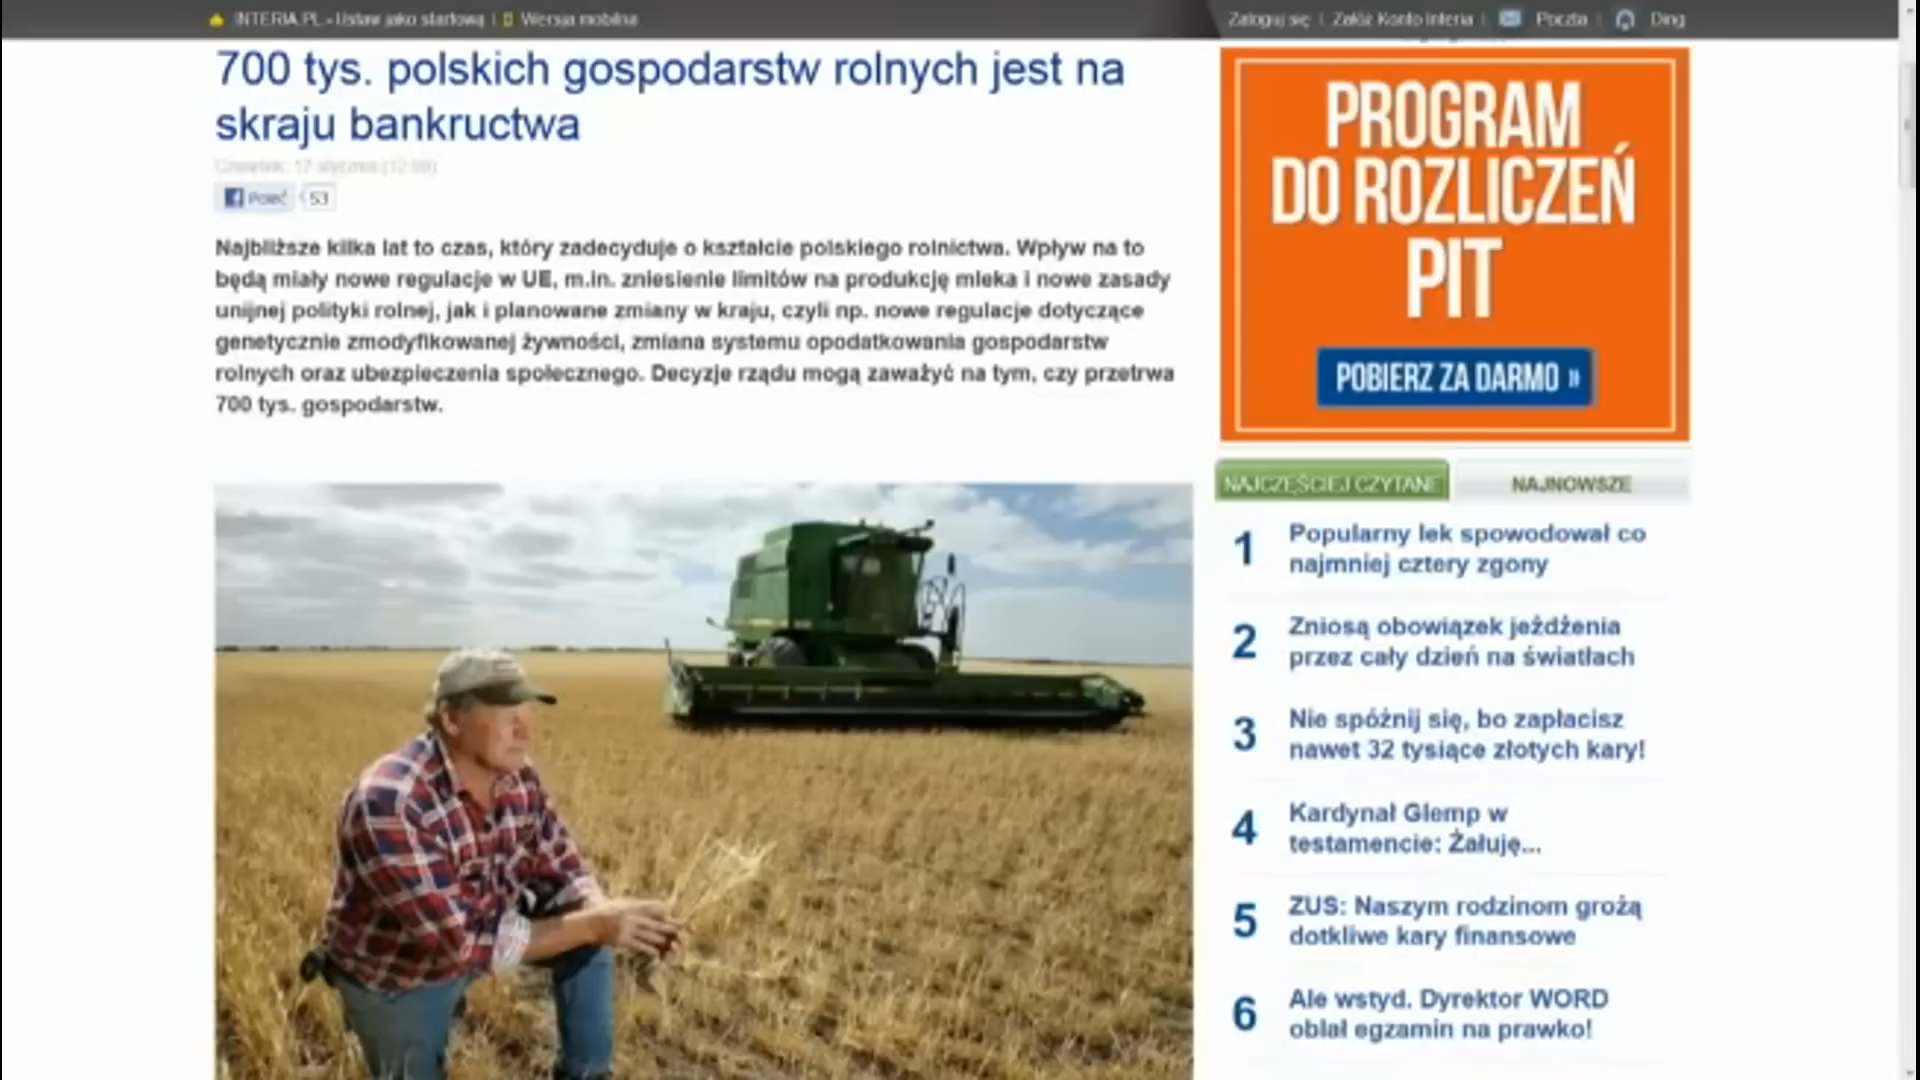 INTERIA.PL - Ustaw jako startową | Wersja mobilna
Zaloguj się | Załóż Konto Interia | Poczta | Ding
700 tys. polskich gospodarstw rolnych jest na
skraju bankructwa
Czwartek, 17 stycznia
Poleć 53
Najbliższe kilka lat to czas, który zadecyduje o kształcie polskiego rolnictwa. Wpływ na to
będą miały nowe regulacje w UE, m.in. zniesienie limitów na produkcję mleka i nowe zasady
unijnej polityki rolnej, jak i planowane zmiany w kraju, czyli np. nowe regulacje dotyczące
genetycznie zmodyfikowanej żywności, zmiana systemu opodatkowania gospodarstw
rolnych oraz ubezpieczenia społecznego. Decyzje rządu mogą zaważyć na tym, czy przetrwa
700 tys. gospodarstw.
PROGRAM
DO ROZLICZEŃ
PIT
POBIERZ ZA DARMO »
NAJCZĘŚCIEJ CZYTANE
NAJNOWSZE
1 Popularny lek spowodował co
najmniej cztery zgony
2 Zniosą obowiązek jeżdżenia
przez cały dzień na światłach
3 Nie spóźnij się, bo zapłacisz
nawet 32 tysiące złotych kary!
4 Kardynał Glemp w
testamencie: Żałuję...
5 ZUS: Naszym rodzinom grożą
dotkliwe kary finansowe
6 Ale wstyd. Dyrektor WORD
oblał egzamin na prawko!